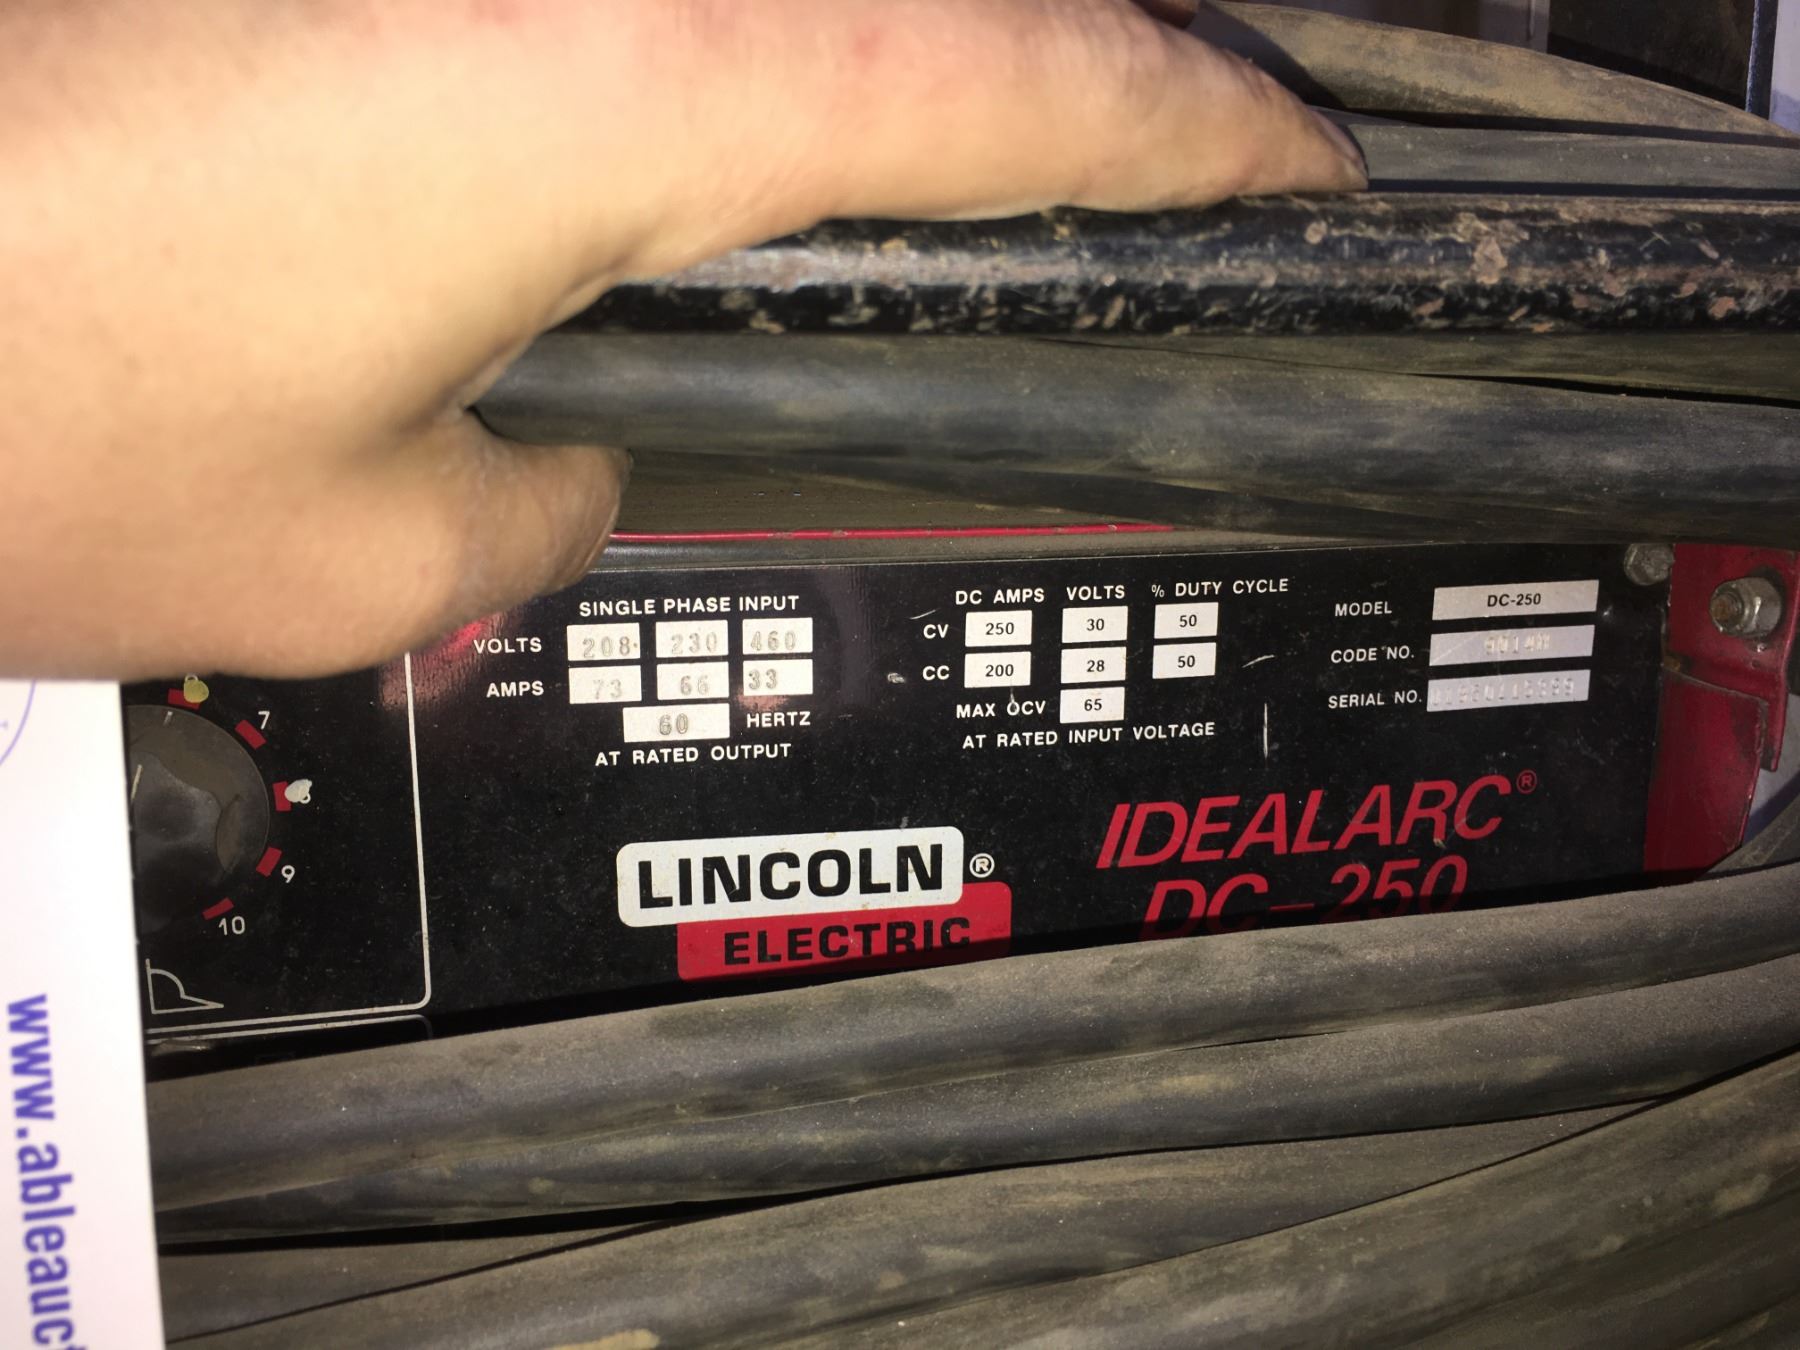 SINGLE PHASE INPUT
VOLTS 208 230 460
AMPS 73 66 33
60 HERTZ
AT RATED OUTPUT
DC AMPS VOLTS % DUTY CYCLE
CV 250 30 50
CC 200 28 50
MAX OCV 65
AT RATED INPUT VOLTAGE
MODEL DC-250
CODE NO.
SERIAL NO.
7
8
9
10
LINCOLN®
ELECTRIC
IDEALARC®
DC-250